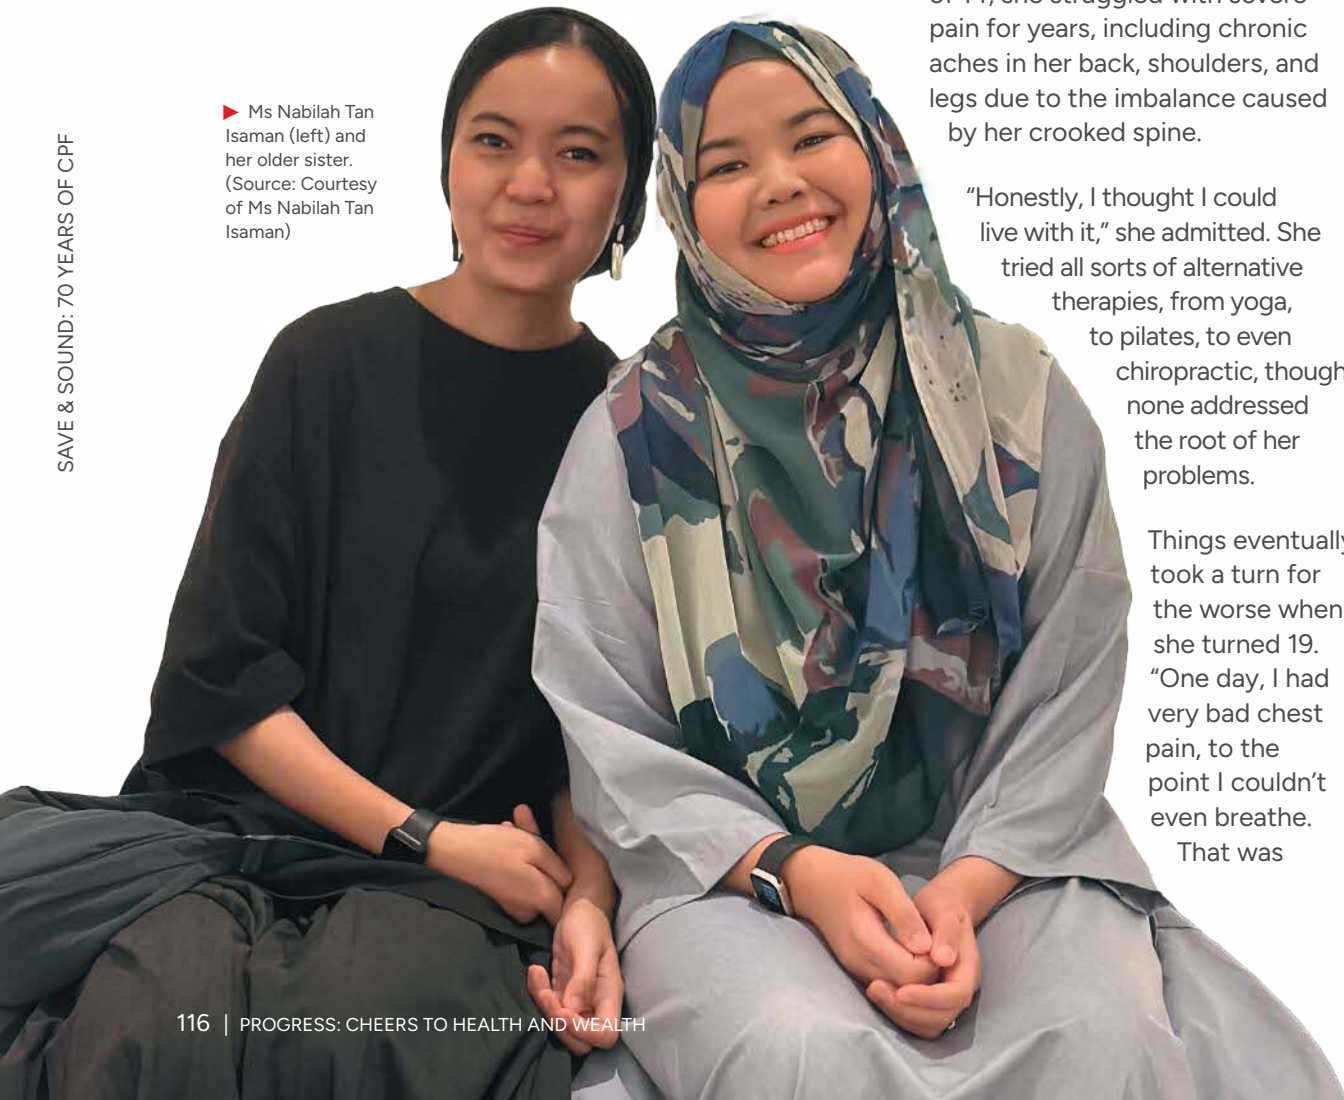 SAVE & SOUND: 70 YEARS OF CPF
► Ms Nabilah Tan
Isaman (left) and
her older sister.
(Source: Courtesy
of Ms Nabilah Tan
Isaman)
pain for years, including chronic
aches in her back, shoulders, and
legs due to the imbalance caused
by her crooked spine.
“Honestly, I thought I could
live with it,” she admitted. She
tried all sorts of alternative
therapies, from yoga,
to pilates, to even
chiropractic, though
none addressed
the root of her
problems.
Things eventually
took a turn for
the worse when
she turned 19.
“One day, I had
very bad chest
pain, to the
point I couldn’t
even breathe.
That was
116 | PROGRESS: CHEERS TO HEALTH AND WEALTH